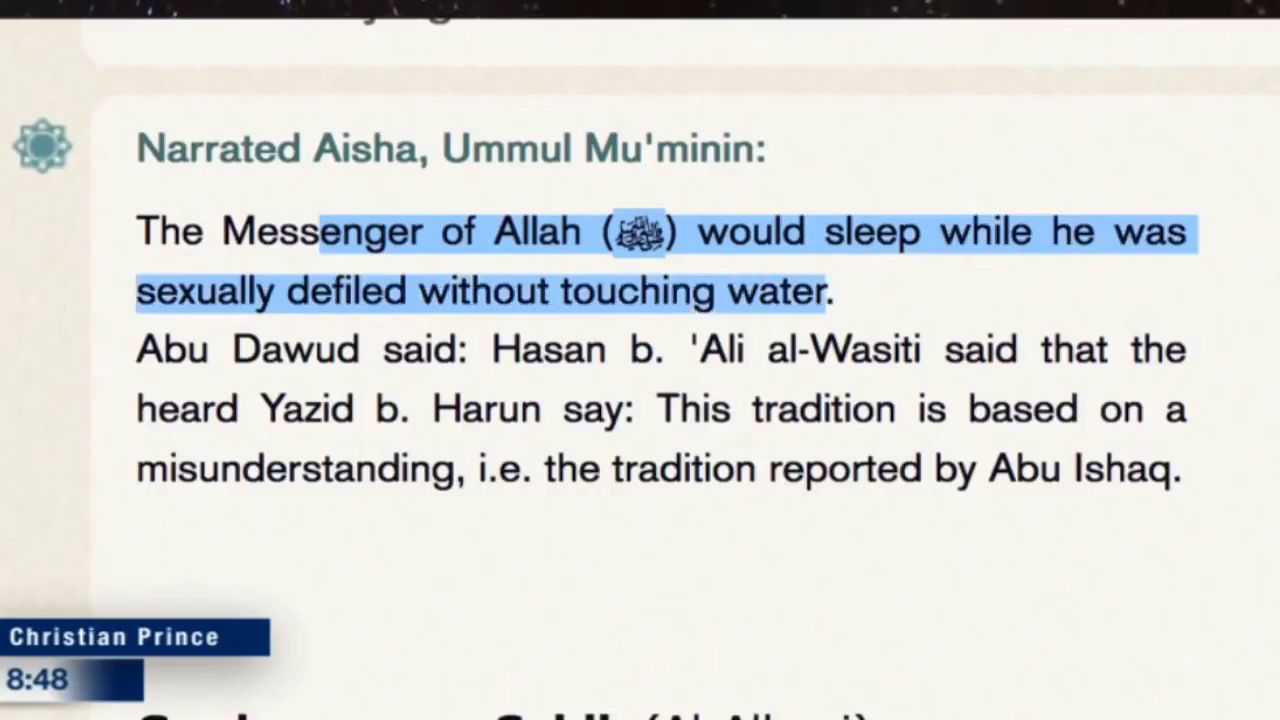 Narrated Aisha, Ummul Mu'minin:
The Messenger of Allah (ﷺ) would sleep while he was
sexually defiled without touching water.
Abu Dawud said: Hasan b. 'Ali al-Wasiti said that the
heard Yazid b. Harun say: This tradition is based on a
misunderstanding, i.e. the tradition reported by Abu Ishaq.
Christian Prince
8:48